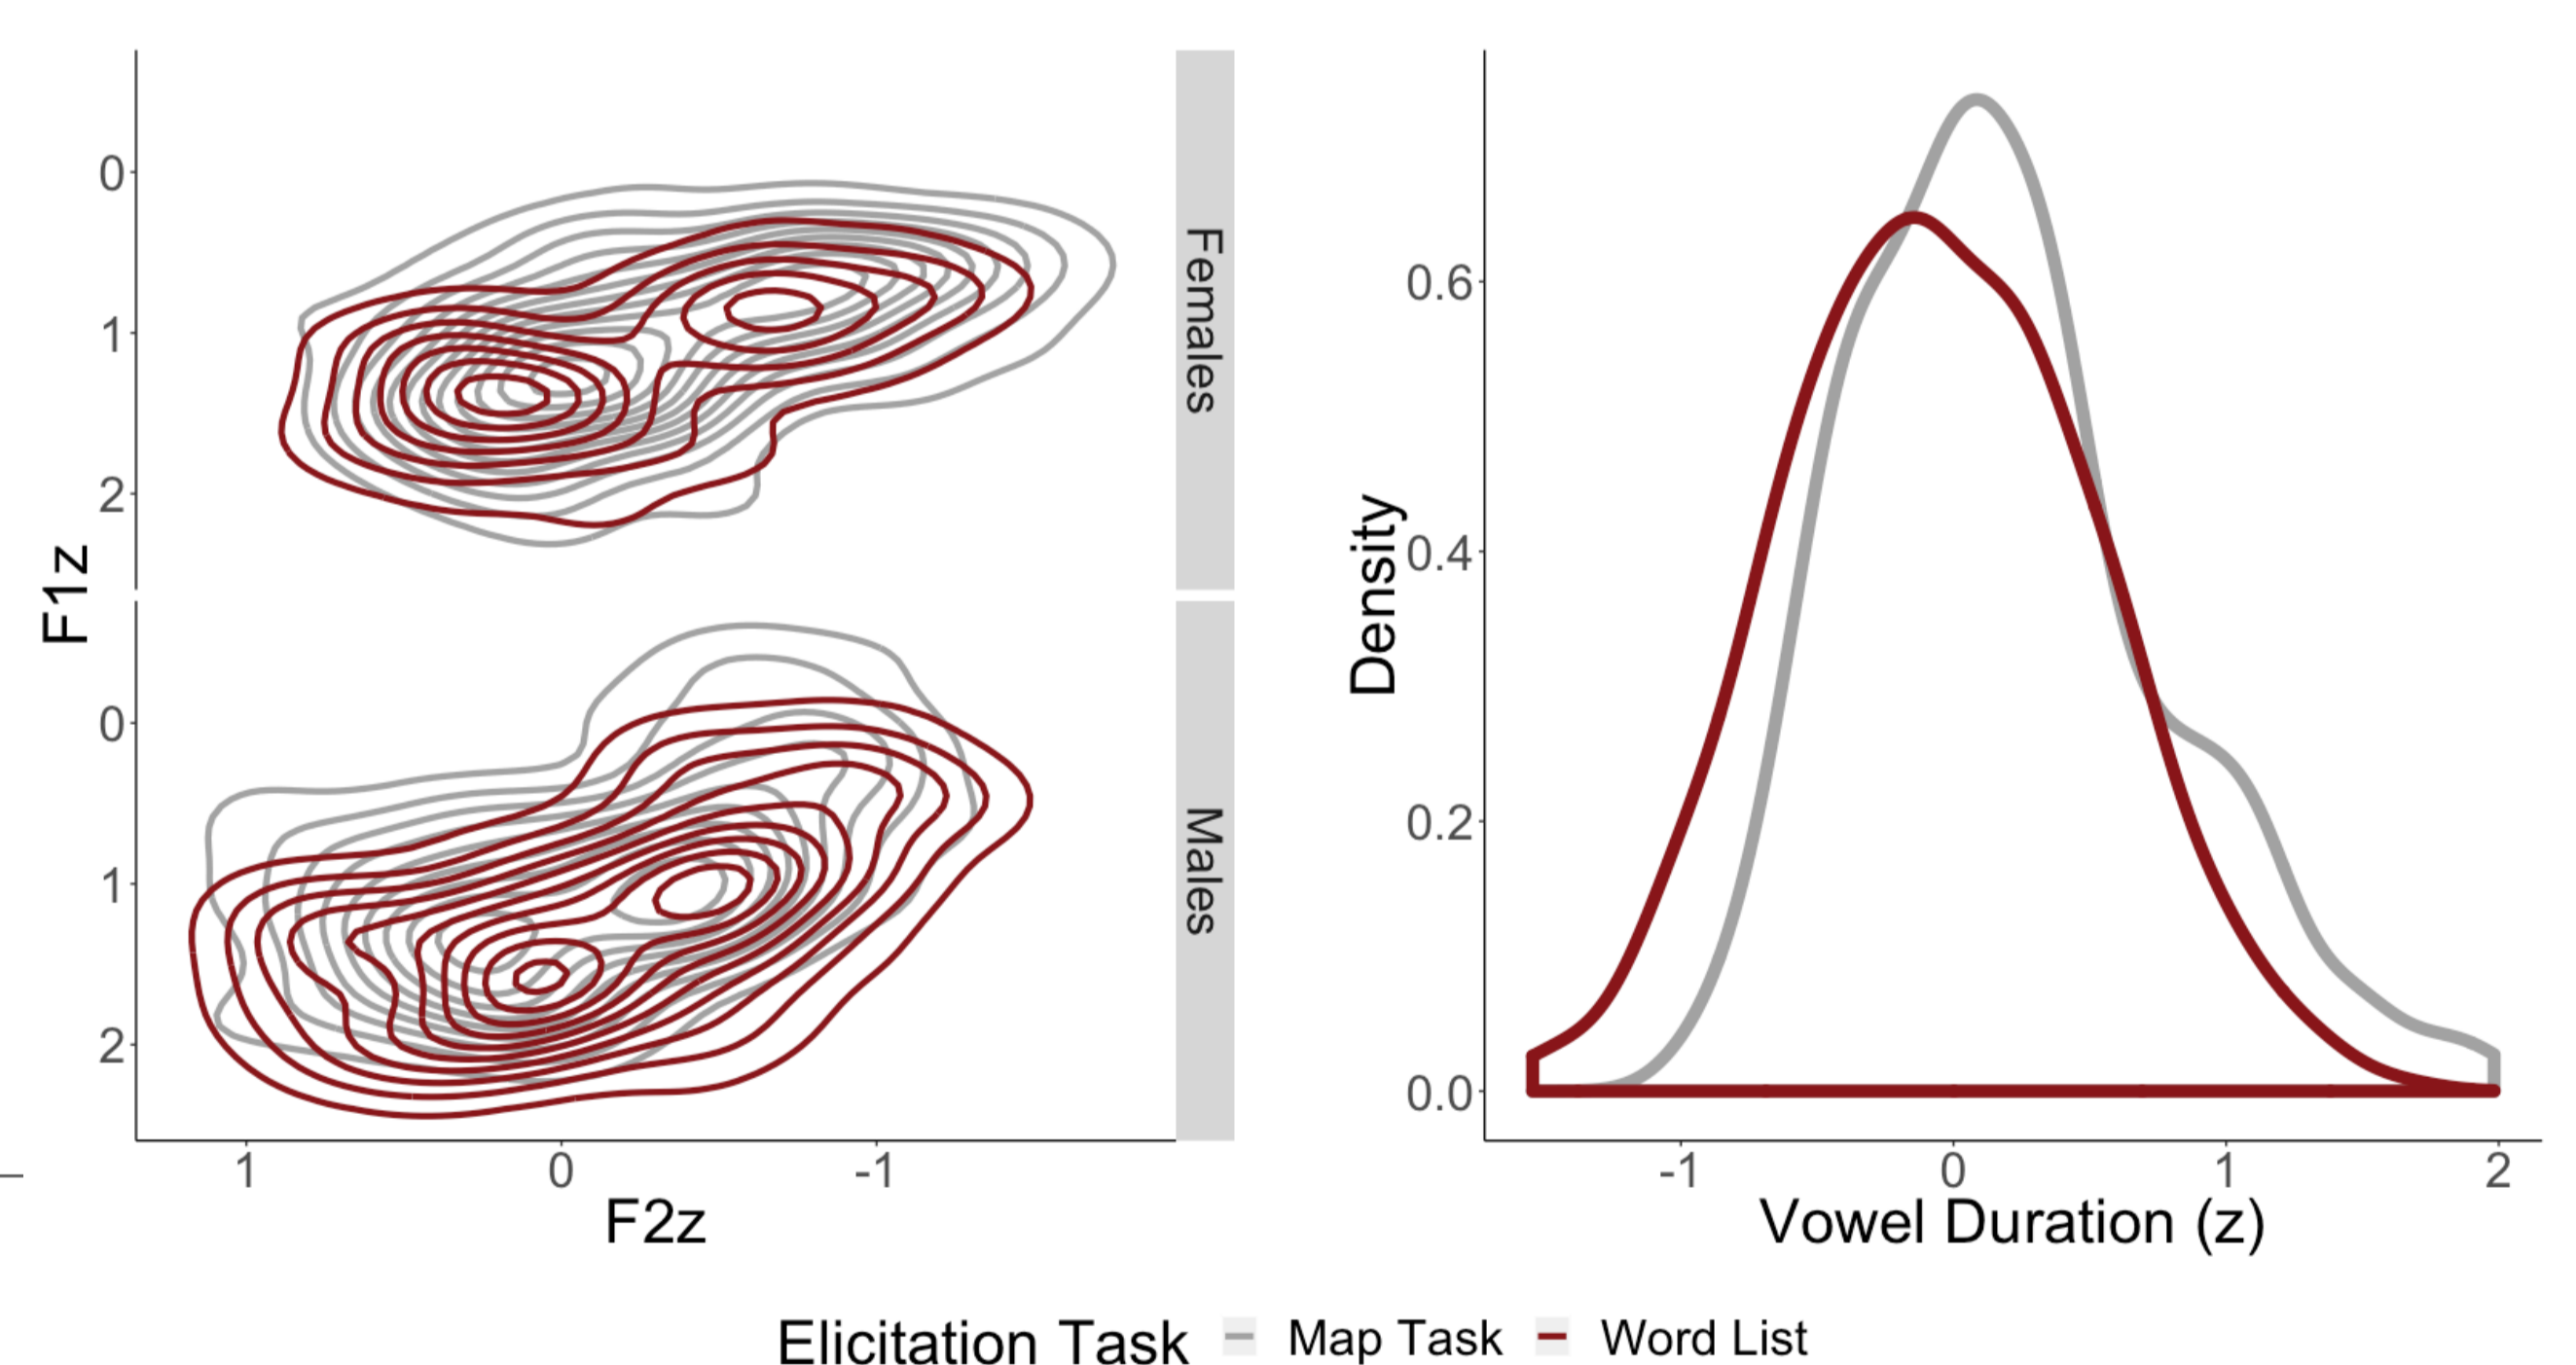 F1z
0
1
2
Females
0
1
2
Males
1 0 -1
F2z
Density
0.6
0.4
0.2
0.0
-1 0 1 2
Vowel Duration (z)
Elicitation Task Map Task Word List